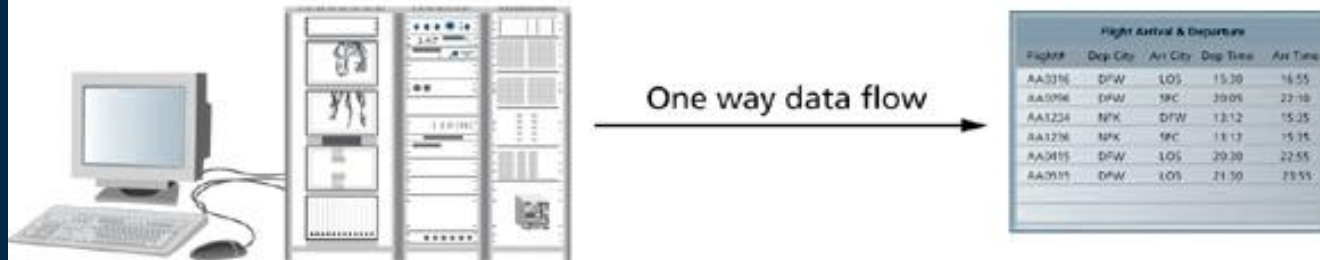 One way data flow
Flight Arrival & Departure
Flight# Dep City Arr City Dep Time Arr Time
AA0316 DFW LOS 15:30 16:55
DFW 20:05 22:10
AA1234 NFK DFW 13:12 15:25
AA1236 NFK 13:12 15:35
DFW LOS 20:30 22:55
DFW LOS 21:30 23:55